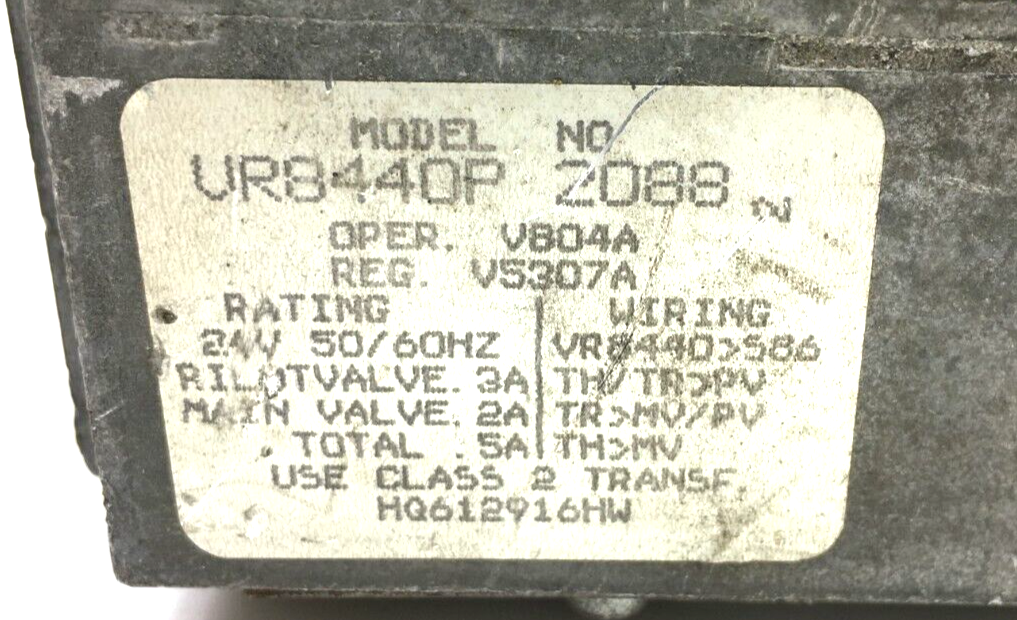 MODEL NO
VR8440P 2088 2
OPER. V804A
REG. V5307A
RATING
24V 50/60HZ
PILOTVALVE .3A
MAIN VALVE .2A
TOTAL .5A
WIRING
VR8440>S86
TH/TR>PV
TR>MV/PV
TH>MV
USE CLASS 2 TRANSF.
HQ612916HW